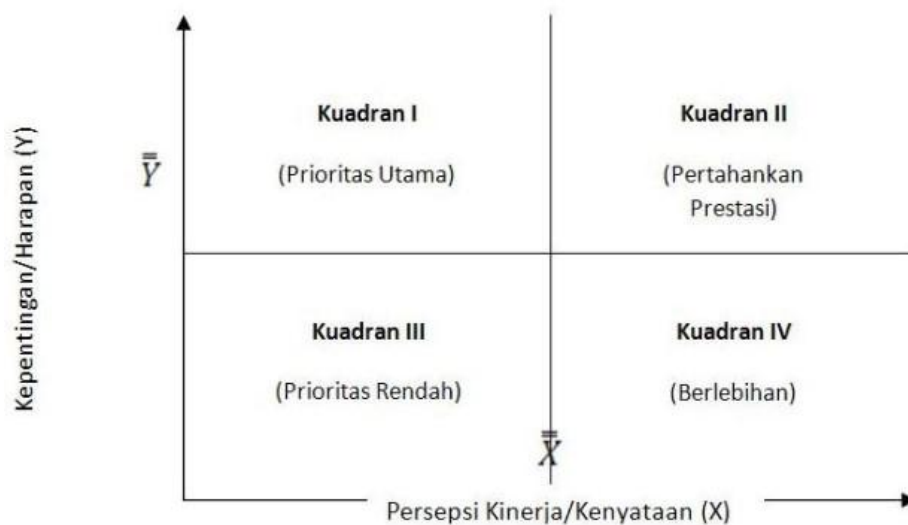 Kepentingan/Harapan (Y)
Kuadran I
(Prioritas Utama)
Kuadran II
(Pertahankan
Prestasi)
Y̿
Kuadran III
(Prioritas Rendah)
Kuadran IV
(Berlebihan)
X̿
Persepsi Kinerja/Kenyataan (X)